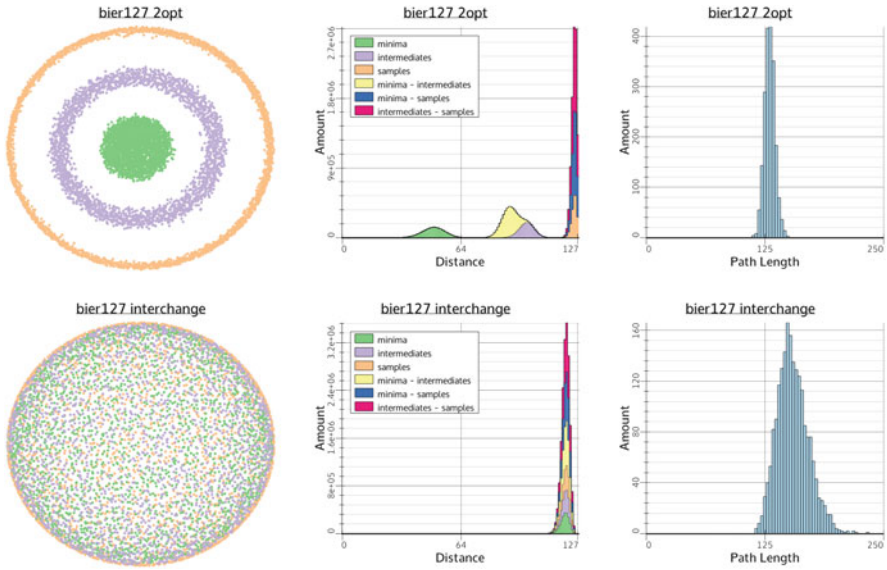 bier127 2opt
bier127 2opt
bier127 2opt
minima
intermediates
samples
minima - intermediates
minima - samples
intermediates - samples
Amount
2.7e+06
1.8e+06
9e+05
0
0
64
127
Distance
Amount
400
300
200
100
0
0
125
250
Path Length
bier127 interchange
bier127 interchange
bier127 interchange
minima
intermediates
samples
minima - intermediates
minima - samples
intermediates - samples
Amount
3.2e+06
2.4e+06
1.6e+06
8e+05
0
0
64
127
Distance
Amount
160
120
80
40
0
0
125
250
Path Length